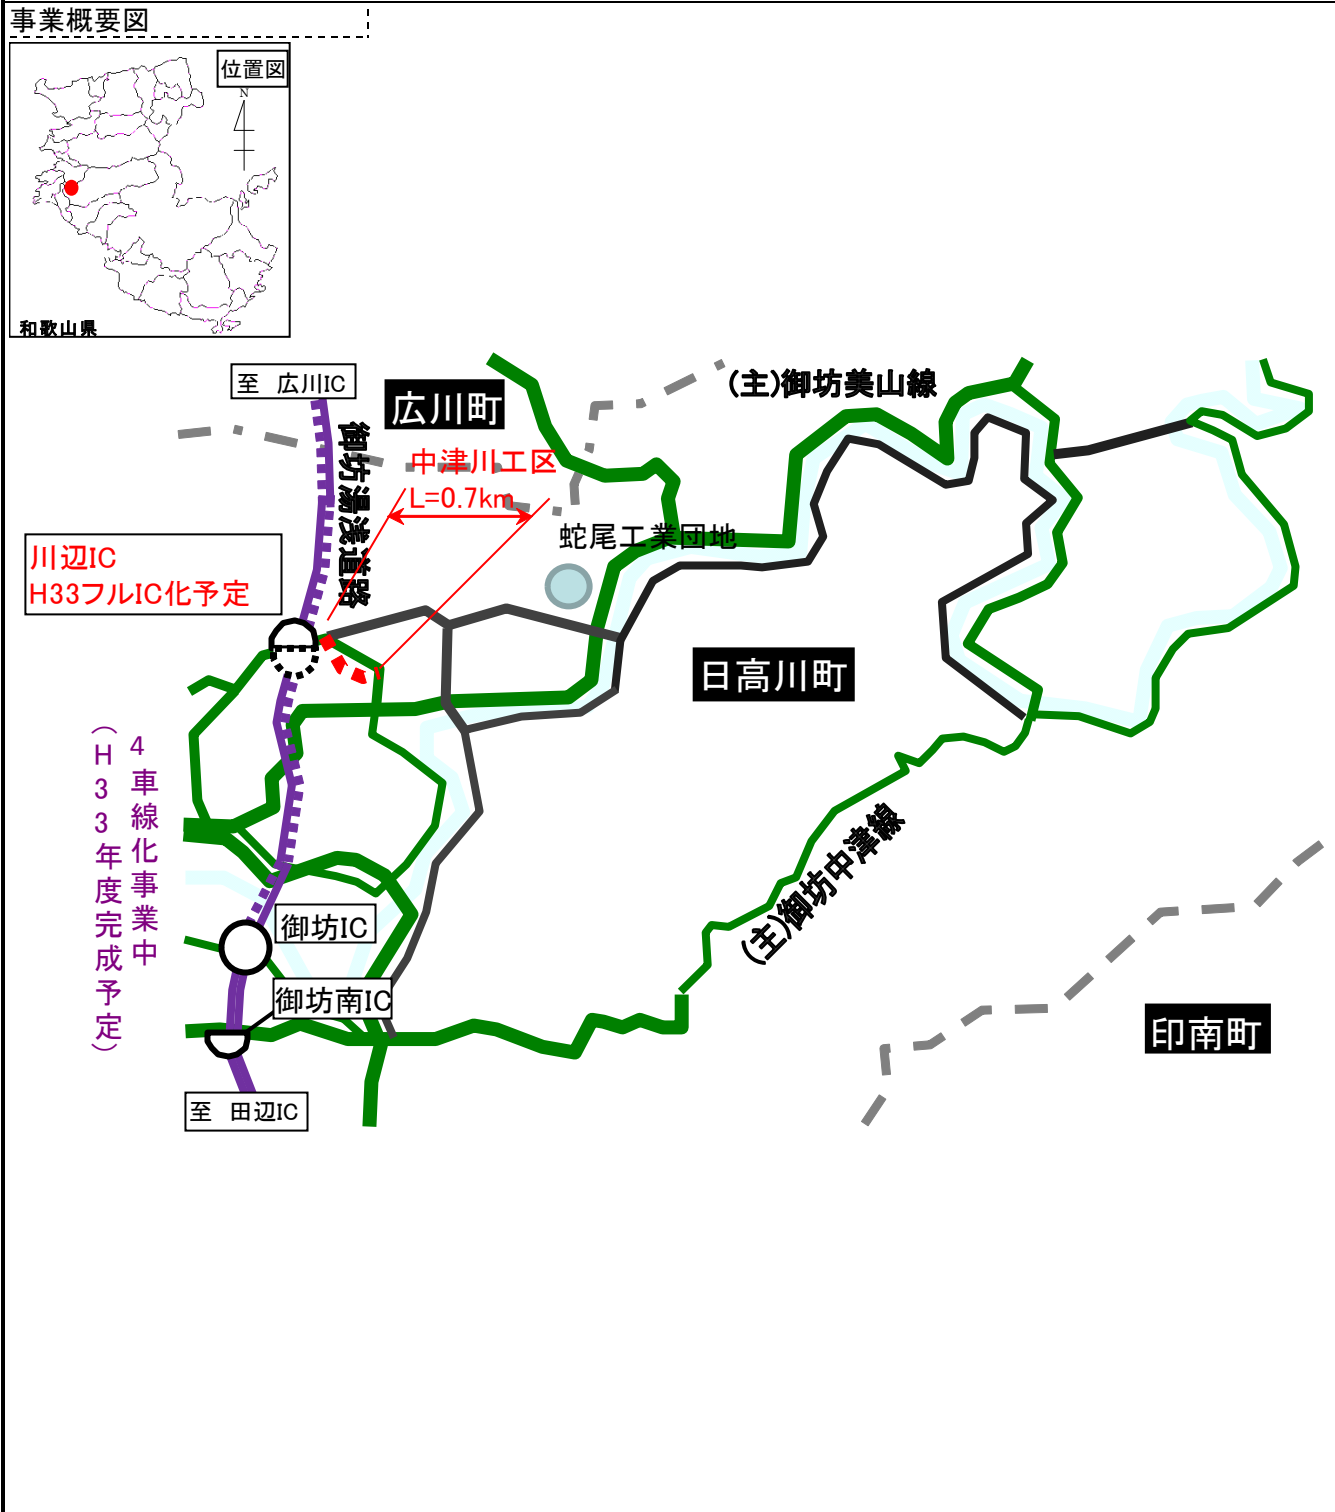 事業概要図
位置図
N
和歌山県
至 広川IC
広川町
(主)御坊美山線
御坊湯浅道路
中津川工区
L=0.7km
蛇尾工業団地
川辺IC
H33フルIC化予定
日高川町
4車線化事業中
(H33年度完成予定)
(主)御坊中津線
御坊IC
御坊南IC
印南町
至 田辺IC